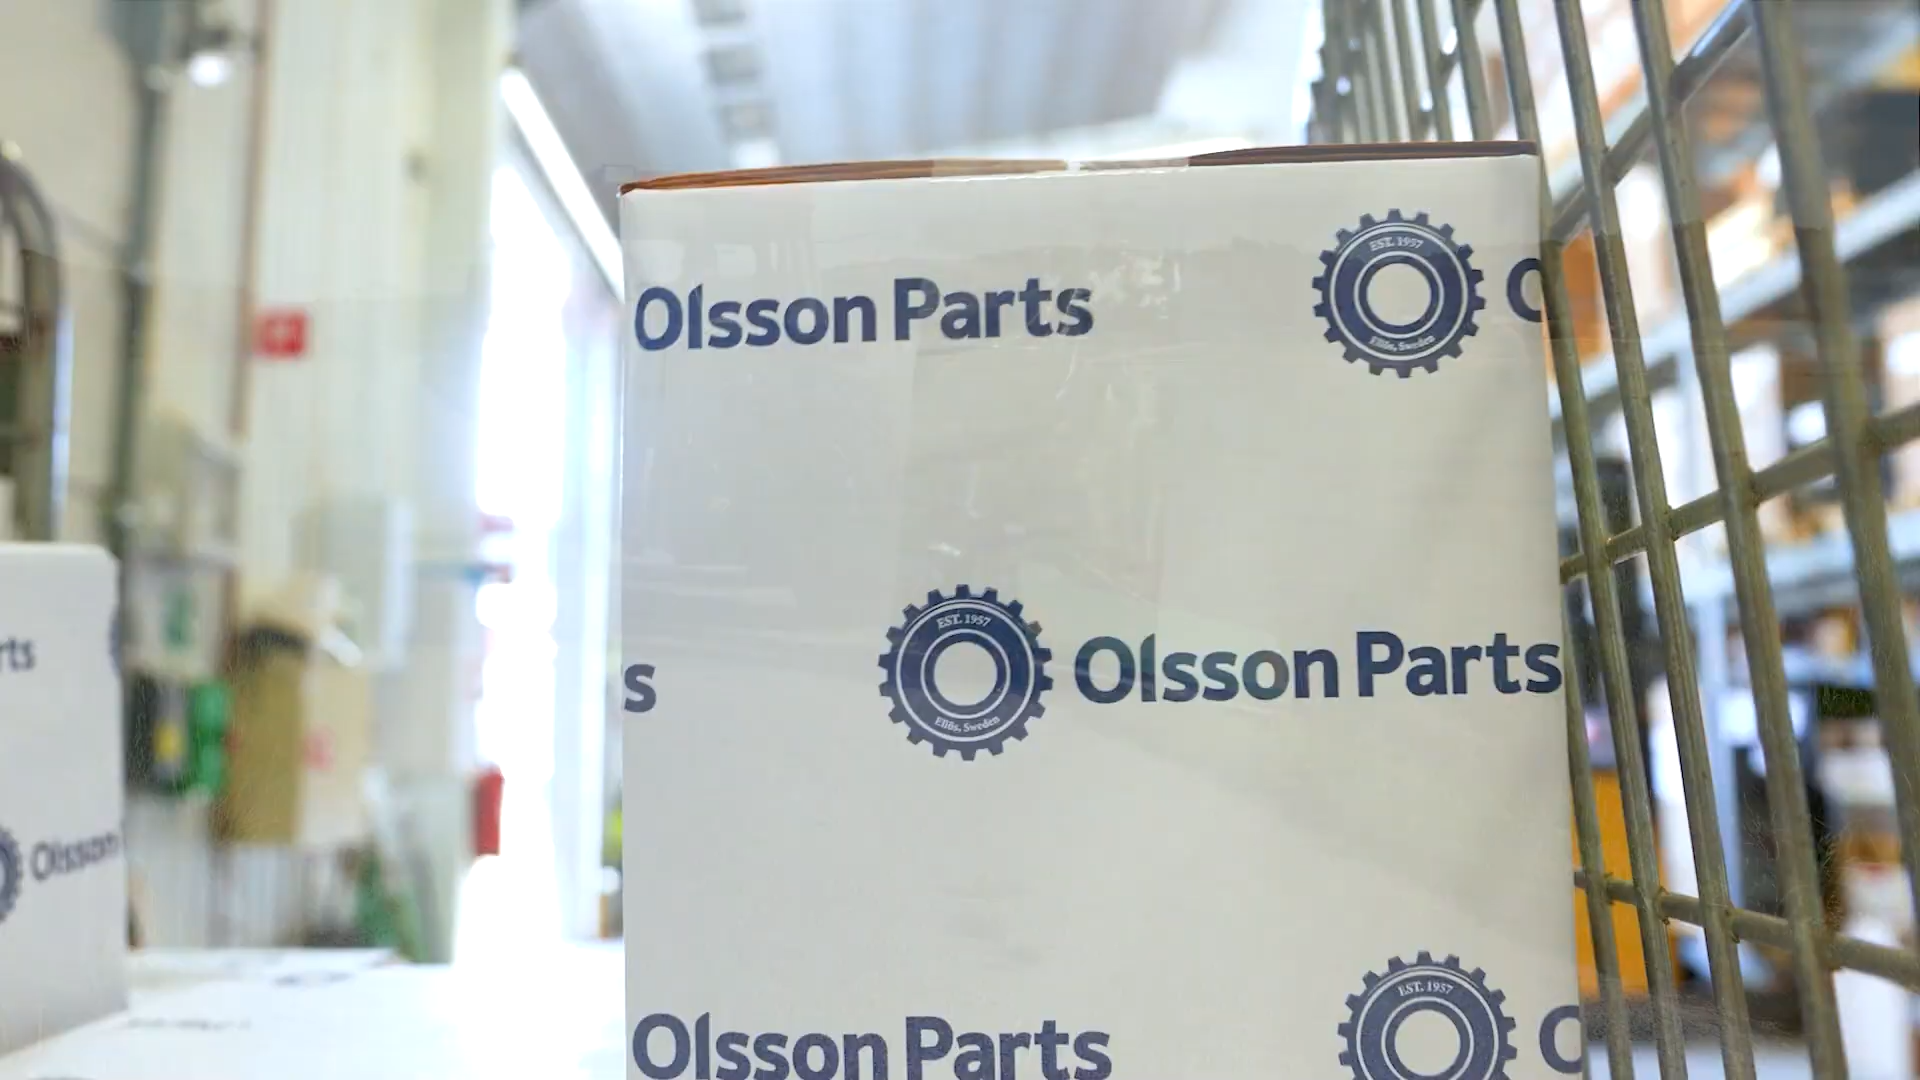 EST. 1957
Olsson Parts
Ellös, Sweden
O
EST. 1957
s
Olsson Parts
Ellös, Sweden
rts
Olsson
EST. 1957
Olsson Parts
O